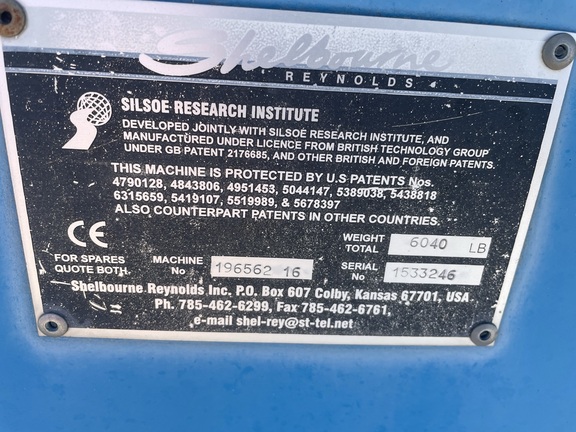 Shelbourne
REYNOLDS
SILSOE RESEARCH INSTITUTE
DEVELOPED JOINTLY WITH SILSOE RESEARCH INSTITUTE, AND
MANUFACTURED UNDER LICENCE FROM BRITISH TECHNOLOGY GROUP
UNDER GB PATENT 2176685, AND OTHER BRITISH AND FOREIGN PATENTS.
THIS MACHINE IS PROTECTED BY U.S PATENTS Nos.
4790128, 4843806, 4951453, 5044147, 5389038, 5438818
6315659, 5419107, 5519989, & 5678397
ALSO COUNTERPART PATENTS IN OTHER COUNTRIES.
CE
WEIGHT TOTAL 6040 LB
FOR SPARES QUOTE BOTH.
MACHINE No 196562 16
SERIAL No 1533246
Shelbourne Reynolds Inc. P.O. Box 607 Colby, Kansas 67701, USA
Ph. 785-462-6299, Fax 785-462-6761,
e-mail shel-rey@st-tel.net